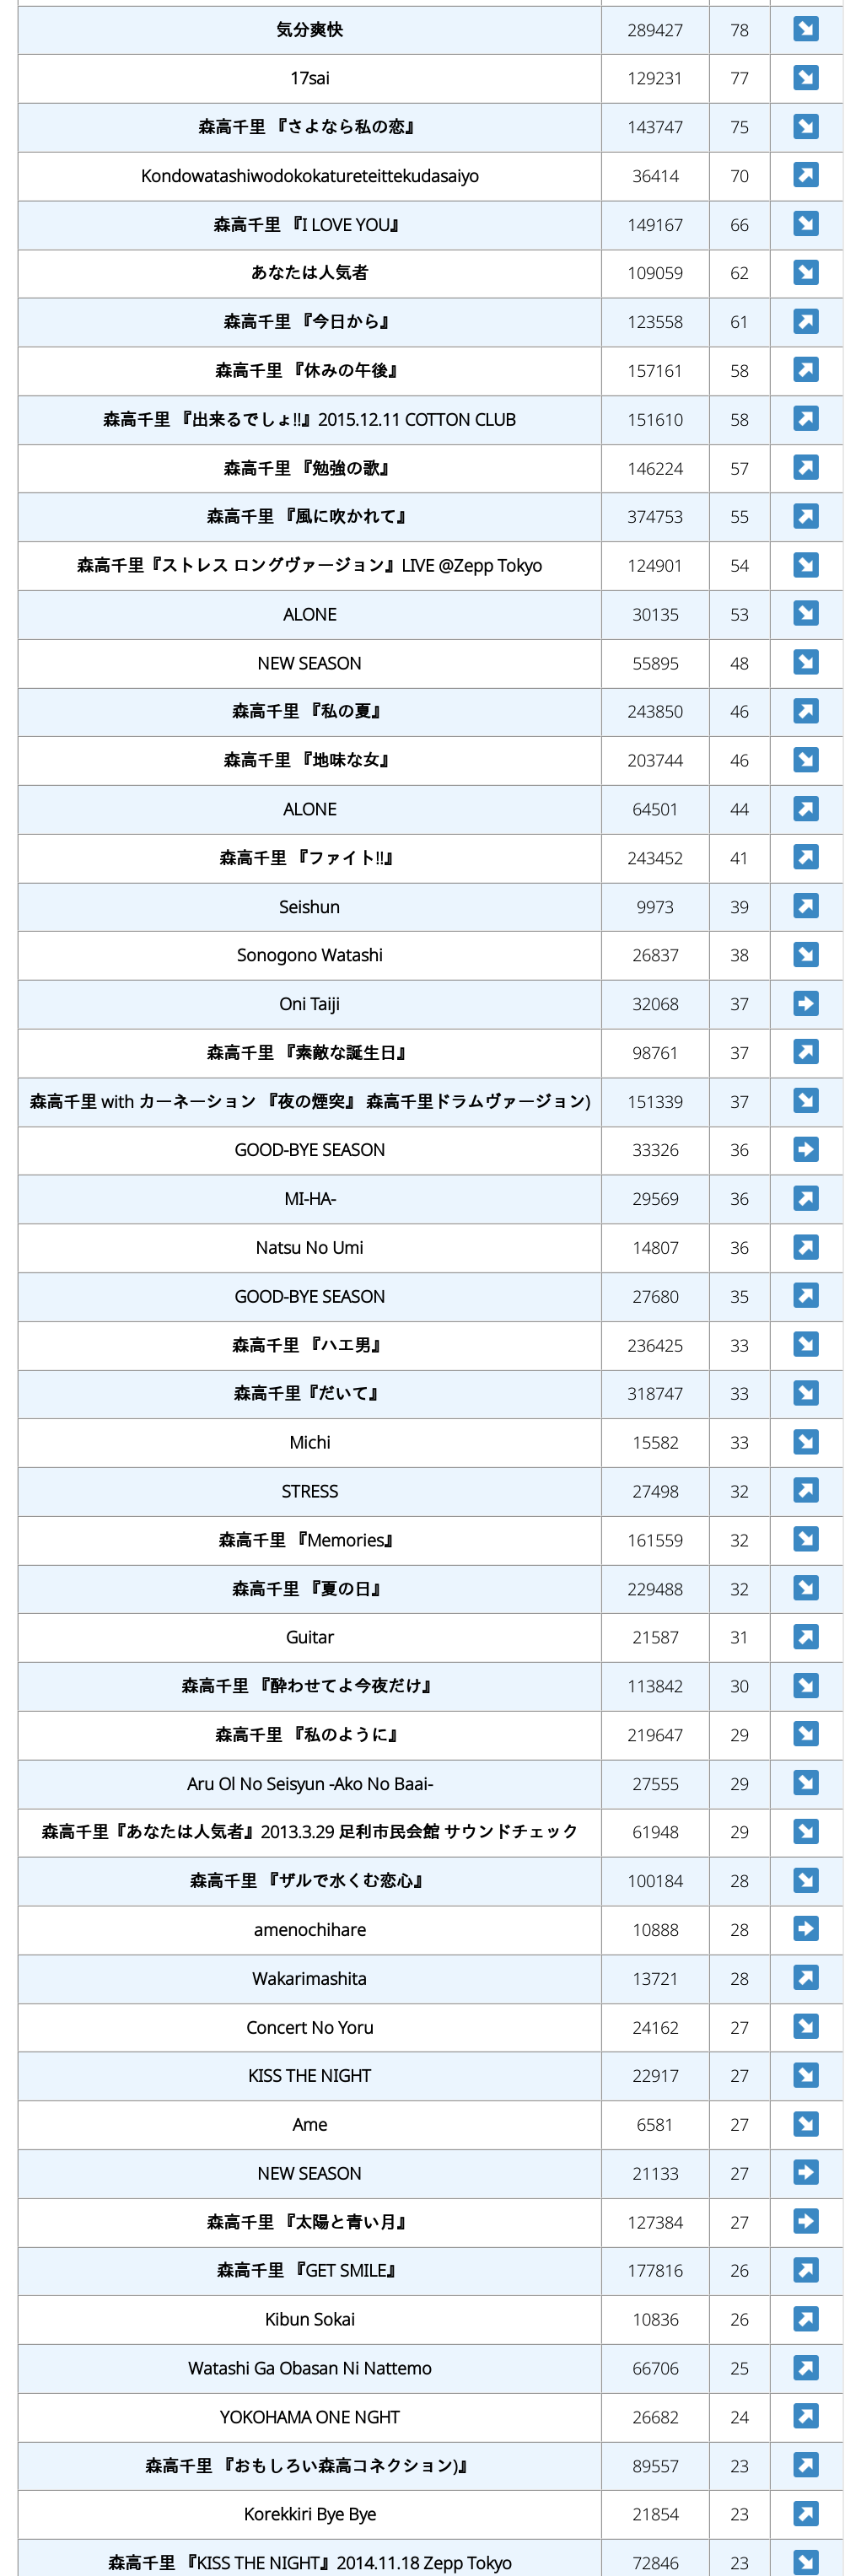 気分爽快 289427 78
17sai 129231 77
森高千里 『さよなら私の恋』 143747 75
Kondowatashiwodokokatureteittekudasaiyo 36414 70
森高千里 『I LOVE YOU』 149167 66
あなたは人気者 109059 62
森高千里 『今日から』 123558 61
森高千里 『休みの午後』 157161 58
森高千里 『出来るでしょ!!』2015.12.11 COTTON CLUB 151610 58
森高千里 『勉強の歌』 146224 57
森高千里 『風に吹かれて』 374753 55
森高千里『ストレス ロングヴァージョン』LIVE @Zepp Tokyo 124901 54
ALONE 30135 53
NEW SEASON 55895 48
森高千里 『私の夏』 243850 46
森高千里 『地味な女』 203744 46
ALONE 64501 44
森高千里 『ファイト!!』 243452 41
Seishun 9973 39
Sonogono Watashi 26837 38
Oni Taiji 32068 37
森高千里 『素敵な誕生日』 98761 37
森高千里 with カーネーション 『夜の煙突』 森高千里ドラムヴァージョン) 151339 37
GOOD-BYE SEASON 33326 36
MI-HA- 29569 36
Natsu No Umi 14807 36
GOOD-BYE SEASON 27680 35
森高千里 『ハエ男』 236425 33
森高千里『だいて』 318747 33
Michi 15582 33
STRESS 27498 32
森高千里 『Memories』 161559 32
森高千里 『夏の日』 229488 32
Guitar 21587 31
森高千里 『酔わせてよ今夜だけ』 113842 30
森高千里 『私のように』 219647 29
Aru Ol No Seisyun -Ako No Baai- 27555 29
森高千里『あなたは人気者』2013.3.29 足利市民会館 サウンドチェック 61948 29
森高千里 『ザルで水くむ恋心』 100184 28
amenochihare 10888 28
Wakarimashita 13721 28
Concert No Yoru 24162 27
KISS THE NIGHT 22917 27
Ame 6581 27
NEW SEASON 21133 27
森高千里 『太陽と青い月』 127384 27
森高千里 『GET SMILE』 177816 26
Kibun Sokai 10836 26
Watashi Ga Obasan Ni Nattemo 66706 25
YOKOHAMA ONE NGHT 26682 24
森高千里 『おもしろい森高コネクション)』 89557 23
Korekkiri Bye Bye 21854 23
森高千里 『KISS THE NIGHT』2014.11.18 Zepp Tokyo 72846 23